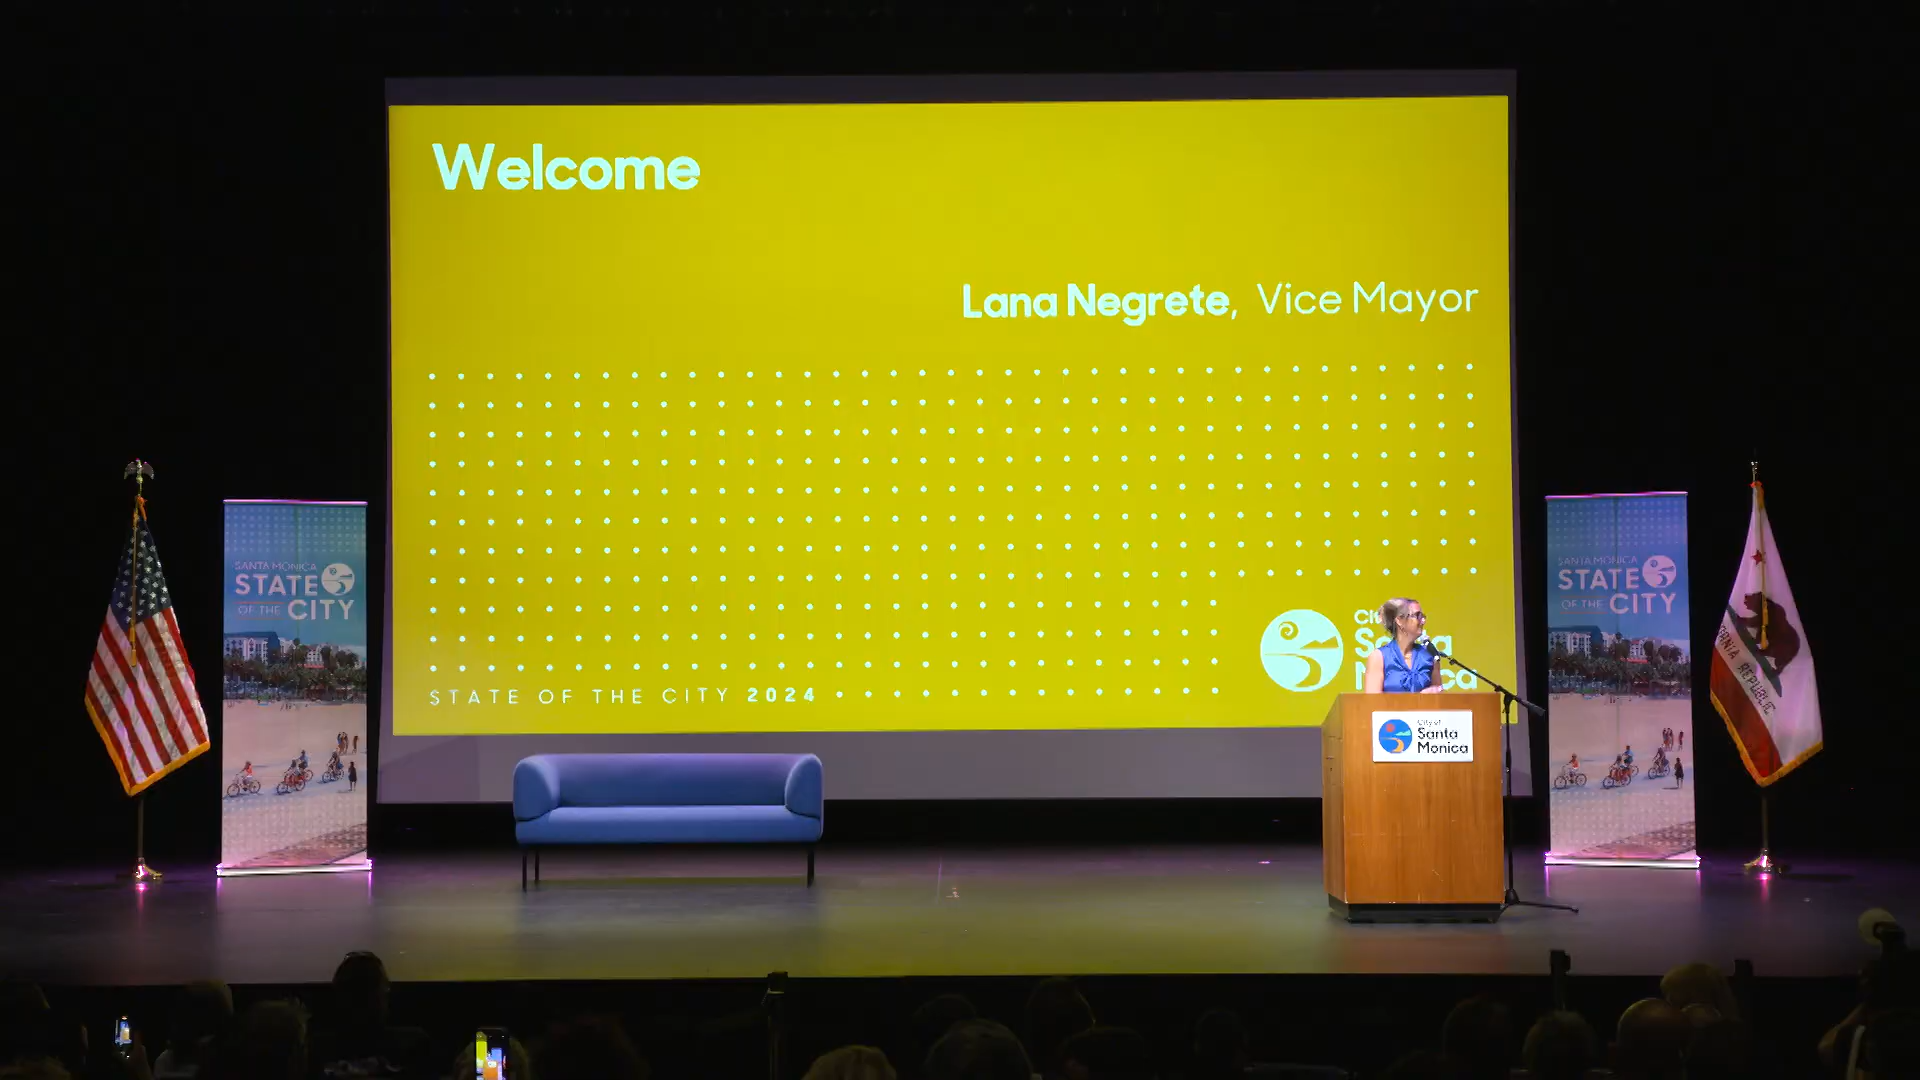 Welcome
Lana Negrete, Vice Mayor
STATE OF THE CITY 2024
SANTA MONICA
STATE
OF THE CITY
City of
Santa
Monica
SANTA MONICA
STATE
OF THE CITY
REPUBLIC